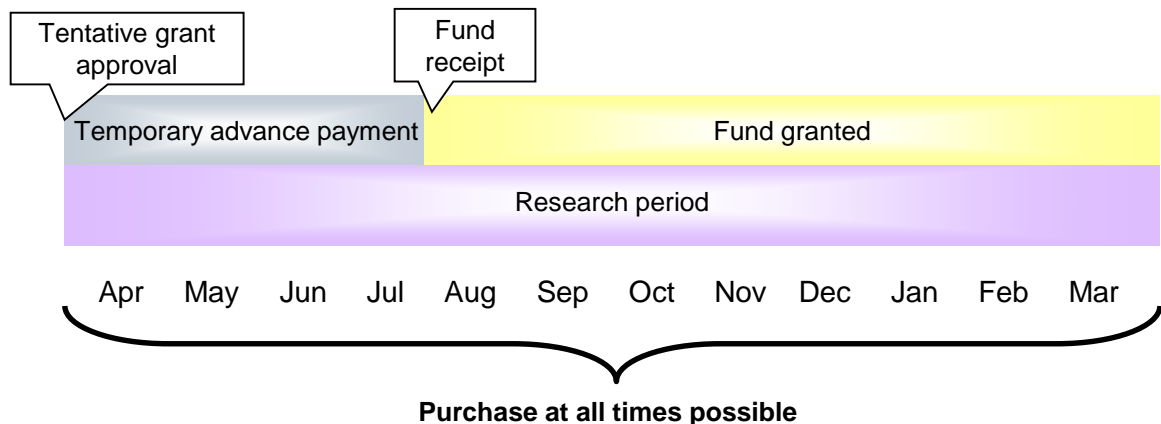 Tentative grant
approval
Fund
receipt
Temporary advance payment
Fund granted
Research period
Apr May Jun Jul Aug Sep Oct Nov Dec Jan Feb Mar
Purchase at all times possible